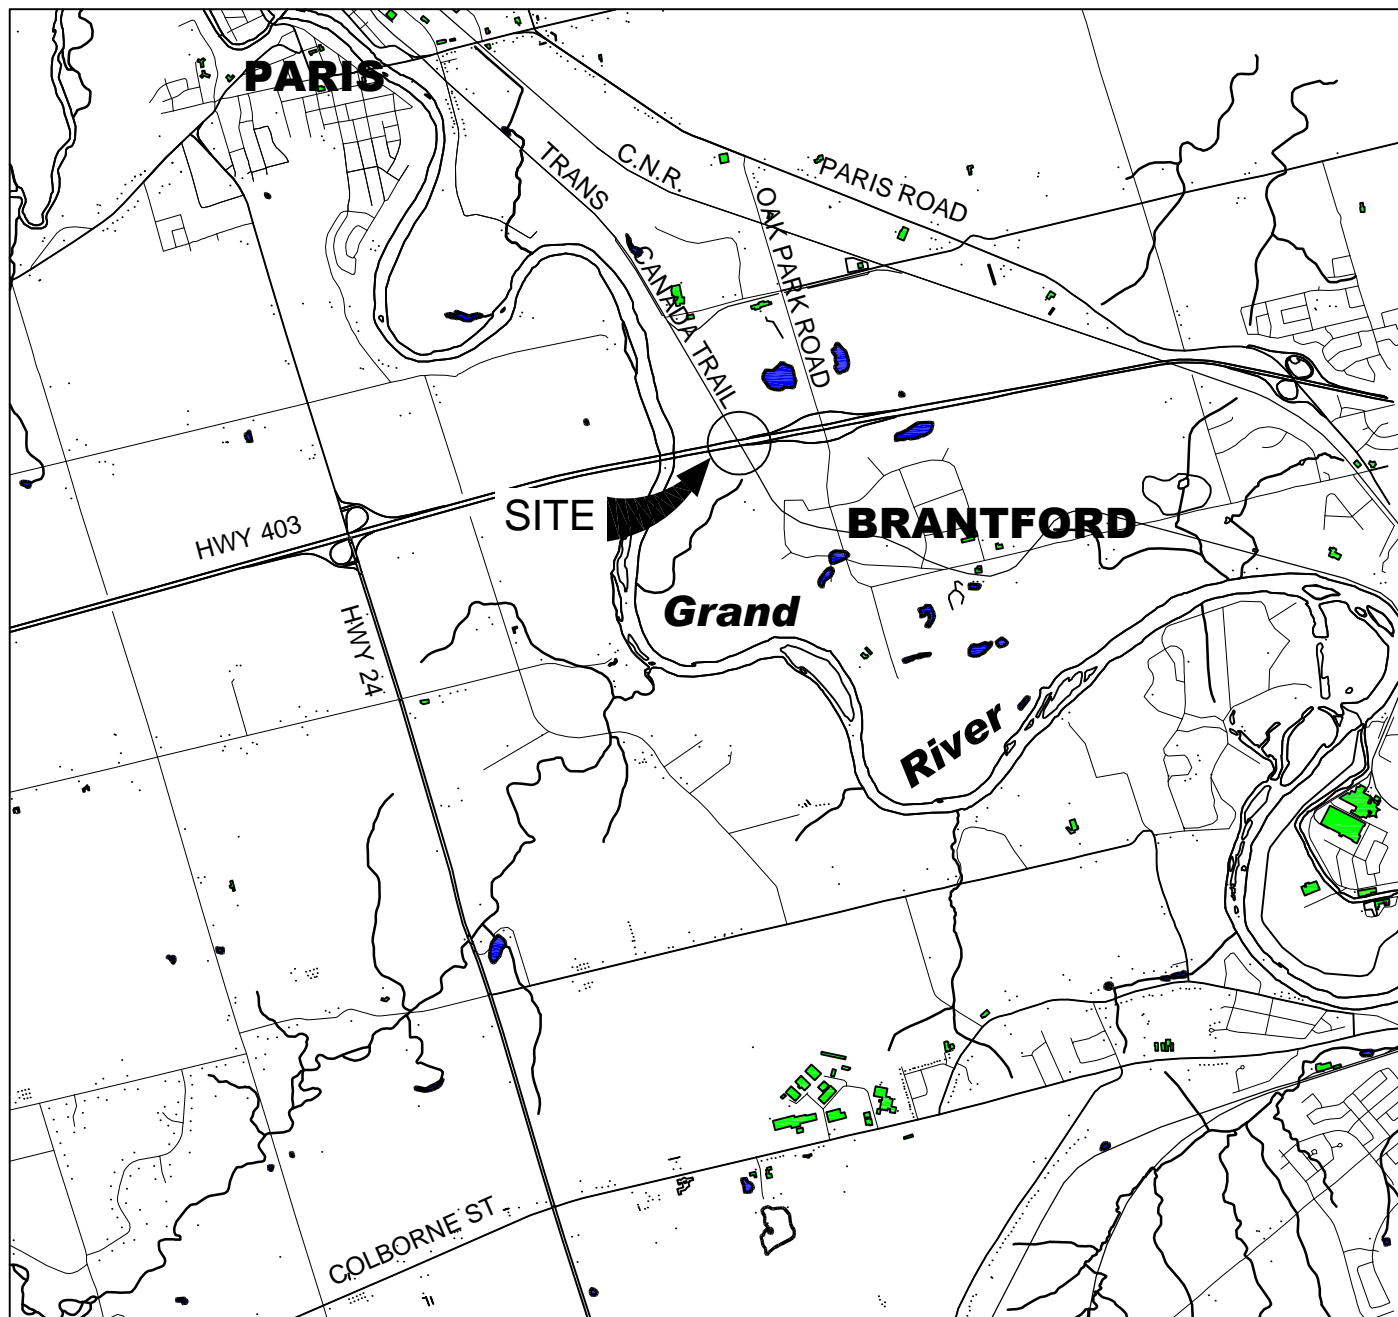 PARIS
TRANS
C.N.R.
PARIS ROAD
OAK PARK ROAD
CANADA TRAIL
SITE
HWY 403
BRANTFORD
Grand
HWY 24
River
COLBORNE ST.